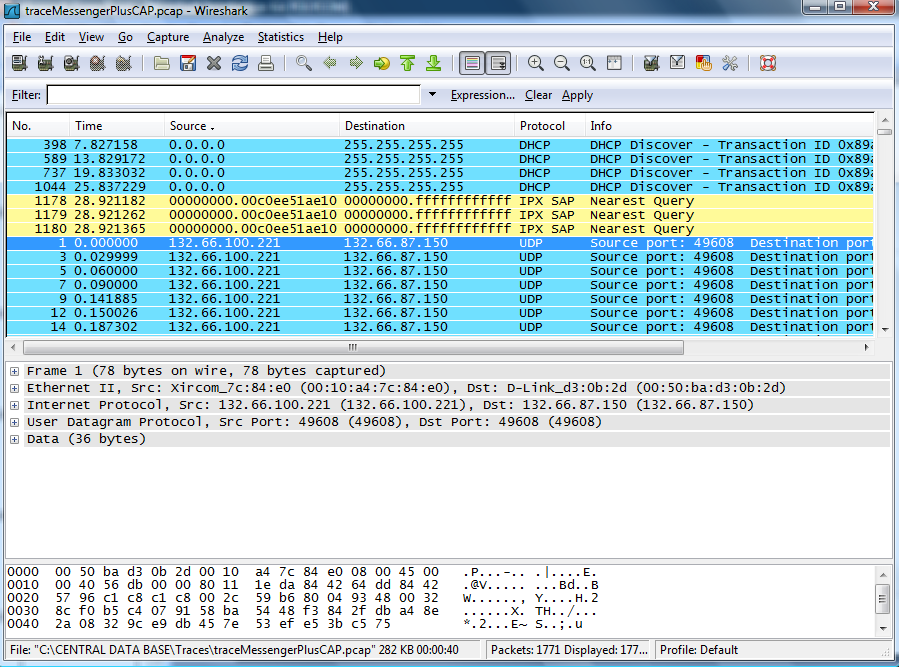 traceMessengerPlusCAP.pcap - Wireshark
File Edit View Go Capture Analyze Statistics Help
Filter: Expression... Clear Apply
No. Time Source Destination Protocol Info
398 7.827158 0.0.0.0 255.255.255.255 DHCP DHCP Discover - Transaction ID 0x89a
589 13.829172 0.0.0.0 255.255.255.255 DHCP DHCP Discover - Transaction ID 0x89a
737 19.833032 0.0.0.0 255.255.255.255 DHCP DHCP Discover - Transaction ID 0x89a
1044 25.837229 0.0.0.0 255.255.255.255 DHCP DHCP Discover - Transaction ID 0x89a
1178 28.921182 00000000.00c0ee51ae10 00000000.ffffffffffff IPX SAP Nearest Query
1179 28.921262 00000000.00c0ee51ae10 00000000.ffffffffffff IPX SAP Nearest Query
1180 28.921365 00000000.00c0ee51ae10 00000000.ffffffffffff IPX SAP Nearest Query
1 0.000000 132.66.100.221 132.66.87.150 UDP Source port: 49608 Destination port
3 0.029999 132.66.100.221 132.66.87.150 UDP Source port: 49608 Destination port
5 0.060000 132.66.100.221 132.66.87.150 UDP Source port: 49608 Destination port
7 0.090000 132.66.100.221 132.66.87.150 UDP Source port: 49608 Destination port
9 0.141885 132.66.100.221 132.66.87.150 UDP Source port: 49608 Destination port
12 0.150026 132.66.100.221 132.66.87.150 UDP Source port: 49608 Destination port
14 0.187302 132.66.100.221 132.66.87.150 UDP Source port: 49608 Destination port
Frame 1 (78 bytes on wire, 78 bytes captured)
Ethernet II, Src: Xircom_7c:84:e0 (00:10:a4:7c:84:e0), Dst: D-Link_d3:0b:2d (00:50:ba:d3:0b:2d)
Internet Protocol, Src: 132.66.100.221 (132.66.100.221), Dst: 132.66.87.150 (132.66.87.150)
User Datagram Protocol, Src Port: 49608 (49608), Dst Port: 49608 (49608)
Data (36 bytes)
0000 00 50 ba d3 0b 2d 00 10 a4 7c 84 e0 08 00 45 00 .P...-.. .|....E.
0010 00 40 56 db 00 00 80 11 1e da 84 42 64 dd 84 42 .@V..... ...Bd..B
0020 57 96 c1 c8 c1 c8 00 2c 59 b6 80 04 93 48 00 32 W......, Y....H.2
0030 8c f0 b5 c4 07 91 58 ba 54 48 f3 84 2f db a4 8e ......X. TH../...
0040 2a 08 32 9c e9 db 45 7e 53 ef e5 3b c5 75 *.2...E~ S..;.u
File: "C:\CENTRAL DATA BASE\Traces\traceMessengerPlusCAP.pcap" 282 KB 00:00:40 Packets: 1771 Displayed: 177... Profile: Default